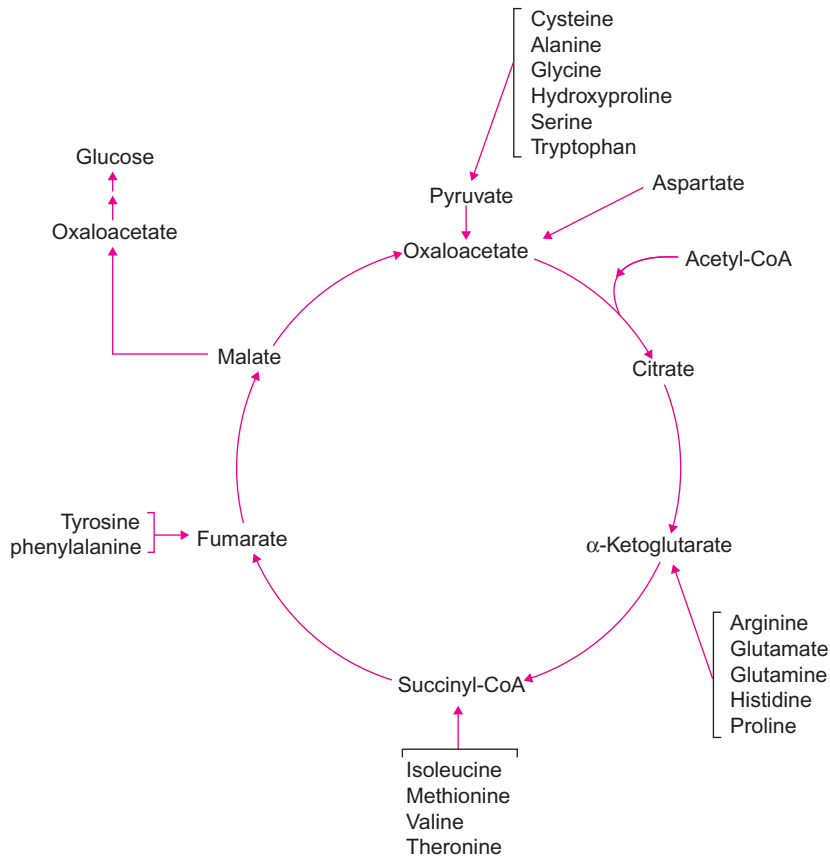 Cysteine
Alanine
Glycine
Hydroxyproline
Serine
Tryptophan
Glucose
Pyruvate
Aspartate
Oxaloacetate
Oxaloacetate
Acetyl-CoA
Malate
Citrate
Tyrosine
phenylalanine
Fumarate
α-Ketoglutarate
Arginine
Glutamate
Glutamine
Histidine
Proline
Succinyl-CoA
Isoleucine
Methionine
Valine
Theronine